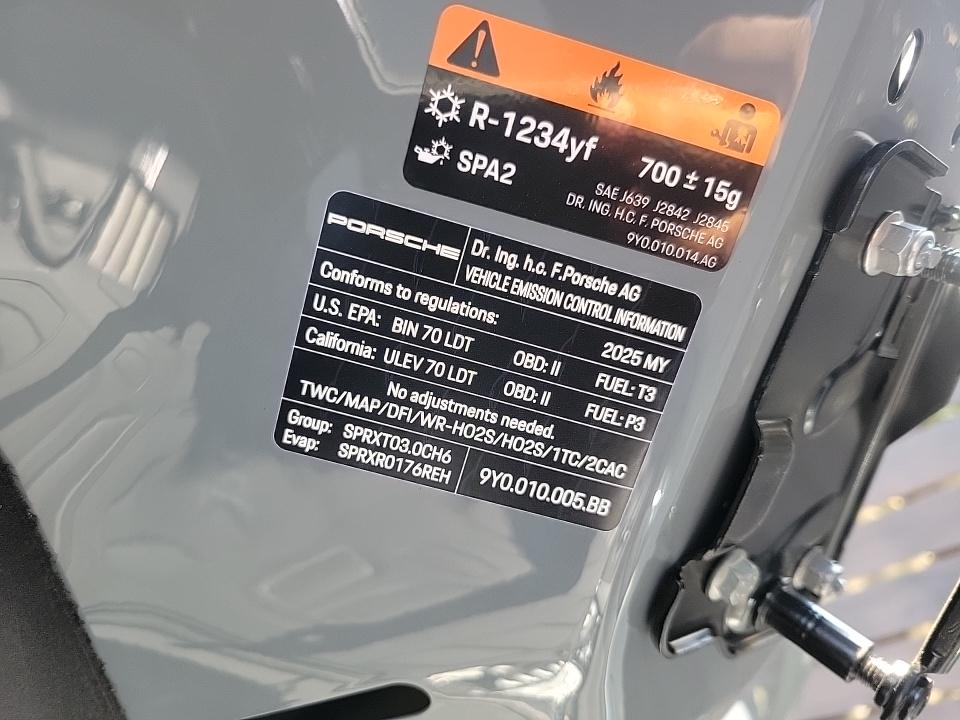 R-1234yf
SPA2
700 ± 15g
SAE J639 J2842 J2845
DR. ING. H.C. F. PORSCHE AG
9Y0.010.014.AG
PORSCHE
Dr. Ing. h.c. F.Porsche AG
VEHICLE EMISSION CONTROL INFORMATION
Conforms to regulations:
2025 MY
U.S. EPA: BIN 70 LDT OBD: II FUEL: T3
California: ULEV 70 LDT OBD: II FUEL: P3
No adjustments needed.
TWC/MAP/DFI/WR-HO2S/HO2S/1TC/2CAC
Group: SPRXT03.0CH6
Evap: SPRXR0176REH
9Y0.010.005.BB